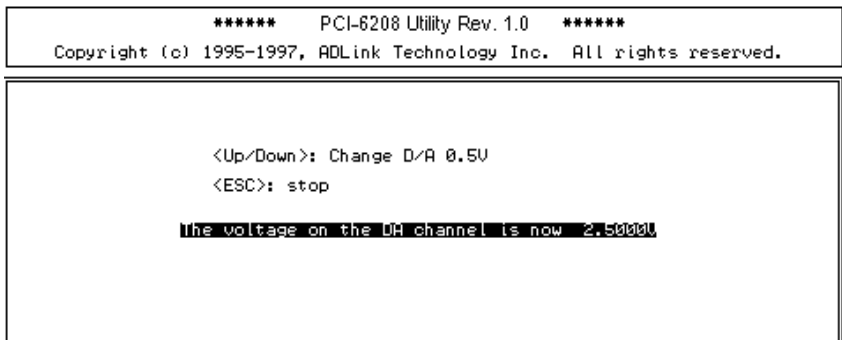 ****** PCI-6208 Utility Rev. 1.0 ******
Copyright (c) 1995-1997, ADLink Technology Inc. All rights reserved.
<Up/Down>: Change D/A 0.5V
<ESC>: stop
The voltage on the DA channel is now 2.5000V